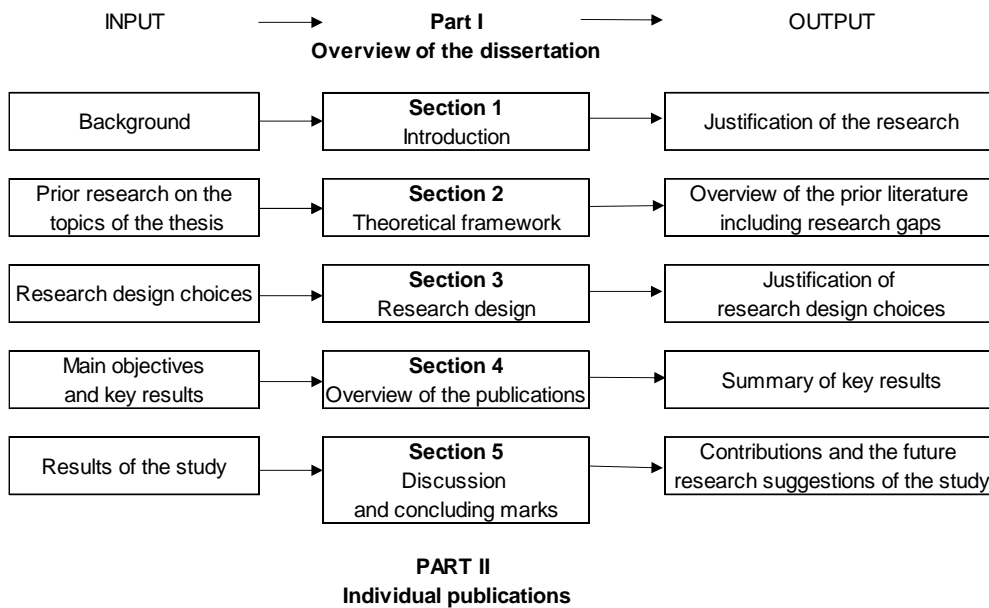 INPUT
Part I
Overview of the dissertation
OUTPUT
Background
Section 1
Introduction
Justification of the research
Prior research on the
topics of the thesis
Section 2
Theoretical framework
Overview of the prior literature
including research gaps
Research design choices
Section 3
Research design
Justification of
research design choices
Main objectives
and key results
Section 4
Overview of the publications
Summary of key results
Results of the study
Section 5
Discussion
and concluding marks
Contributions and the future
research suggestions of the study
PART II
Individual publications